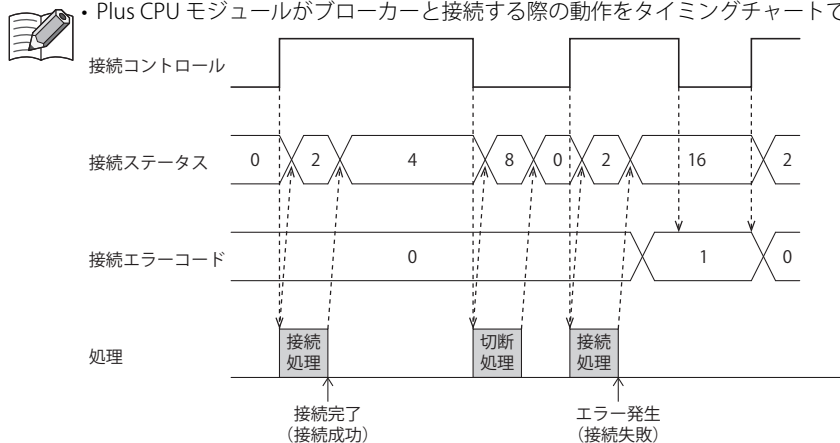 • Plus CPU モジュールがブローカーと接続する際の動作をタイミングチャートで
接続コントロール
接続ステータス 0 2 4 8 0 2 16 2
接続エラーコード 0 1 0
処理
接続
処理
切断
処理
接続
処理
接続完了
（接続成功）
エラー発生
（接続失敗）